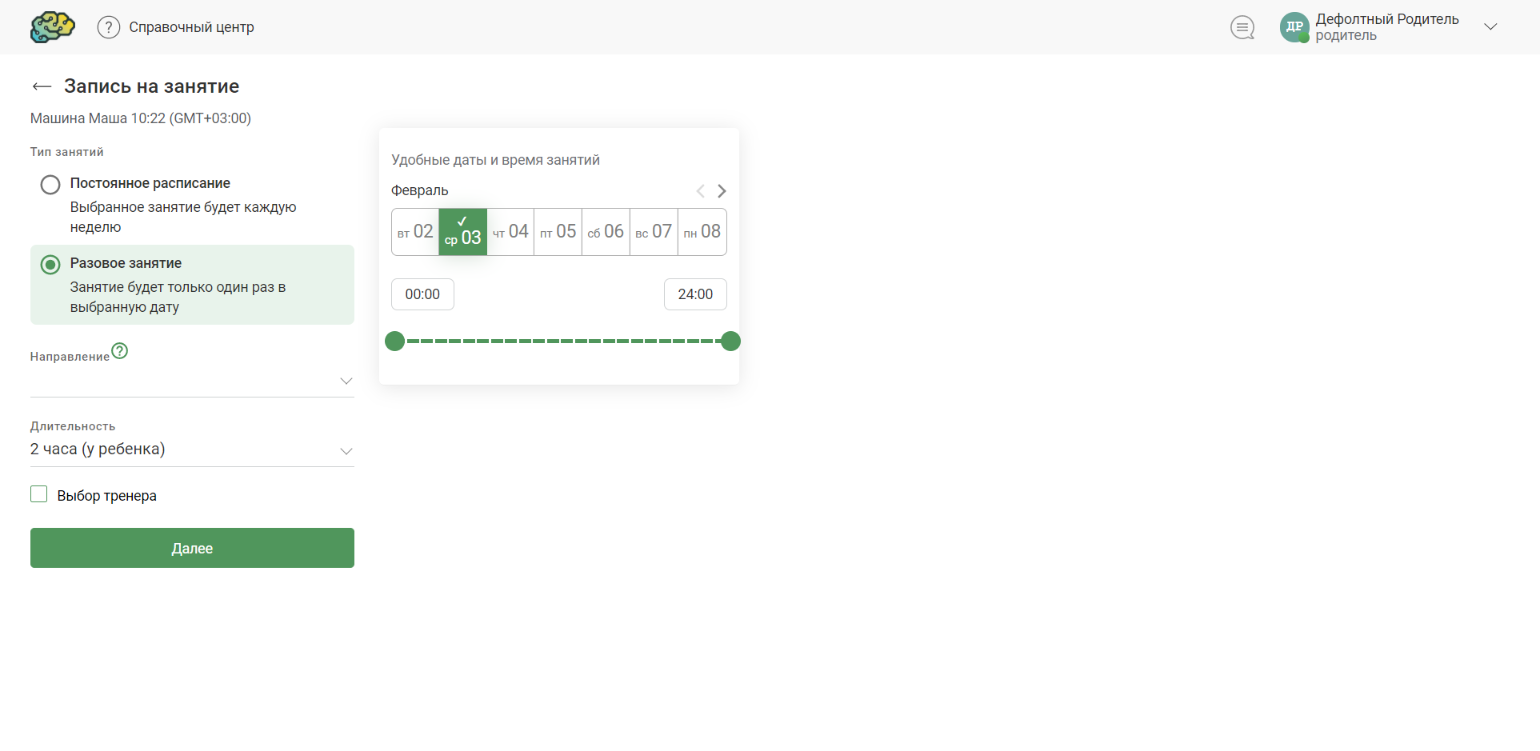 Справочный центр
ДР
Дефолтный Родитель
родитель
Запись на занятие
Машина Маша 10:22 (GMT+03:00)
Тип занятий
Постоянное расписание
Выбранное занятие будет каждую
неделю
Разовое занятие
Занятие будет только один раз в
выбранную дату
Направление
Длительность
2 часа (у ребенка)
Выбор тренера
Далее
Удобные даты и время занятий
Февраль
вт 02 ср 03 чт 04 пт 05 сб 06 вс 07 пн 08
00:00 24:00